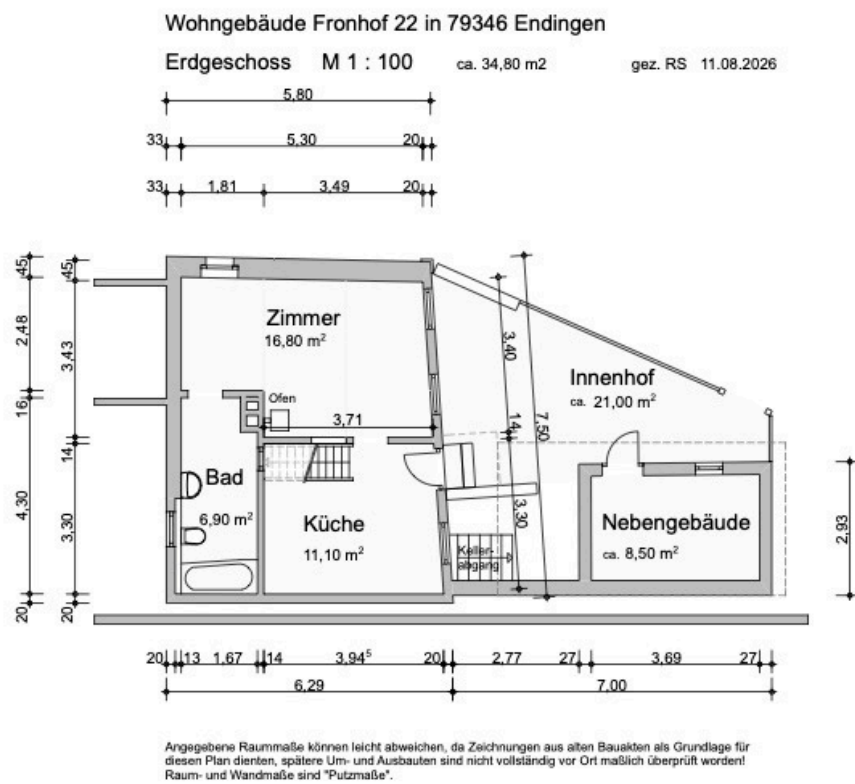 Wohngebäude Fronhof 22 in 79346 Endingen
Erdgeschoss M 1 : 100 ca. 34,80 m2 gez. RS 11.08.2026
5,80
33 5,30 20
33 1,81 3,49 20
45 45
2,48 3,43
16 14
4,30 3,30
20 20
Zimmer
16,80 m²
Ofen
3,71
Bad
6,90 m²
Küche
11,10 m²
3,40
14
7,50
3,30
Innenhof
ca. 21,00 m²
Keller-
abgang
Nebengebäude
ca. 8,50 m²
2,93
20 13 1,67 14 3,94⁵ 20 2,77 27 3,69 27
6,29 7,00
Angegebene Raummaße können leicht abweichen, da Zeichnungen aus alten Bauakten als Grundlage für
diesen Plan dienten, spätere Um- und Ausbauten sind nicht vollständig vor Ort maßlich überprüft worden!
Raum- und Wandmaße sind "Putzmaße".